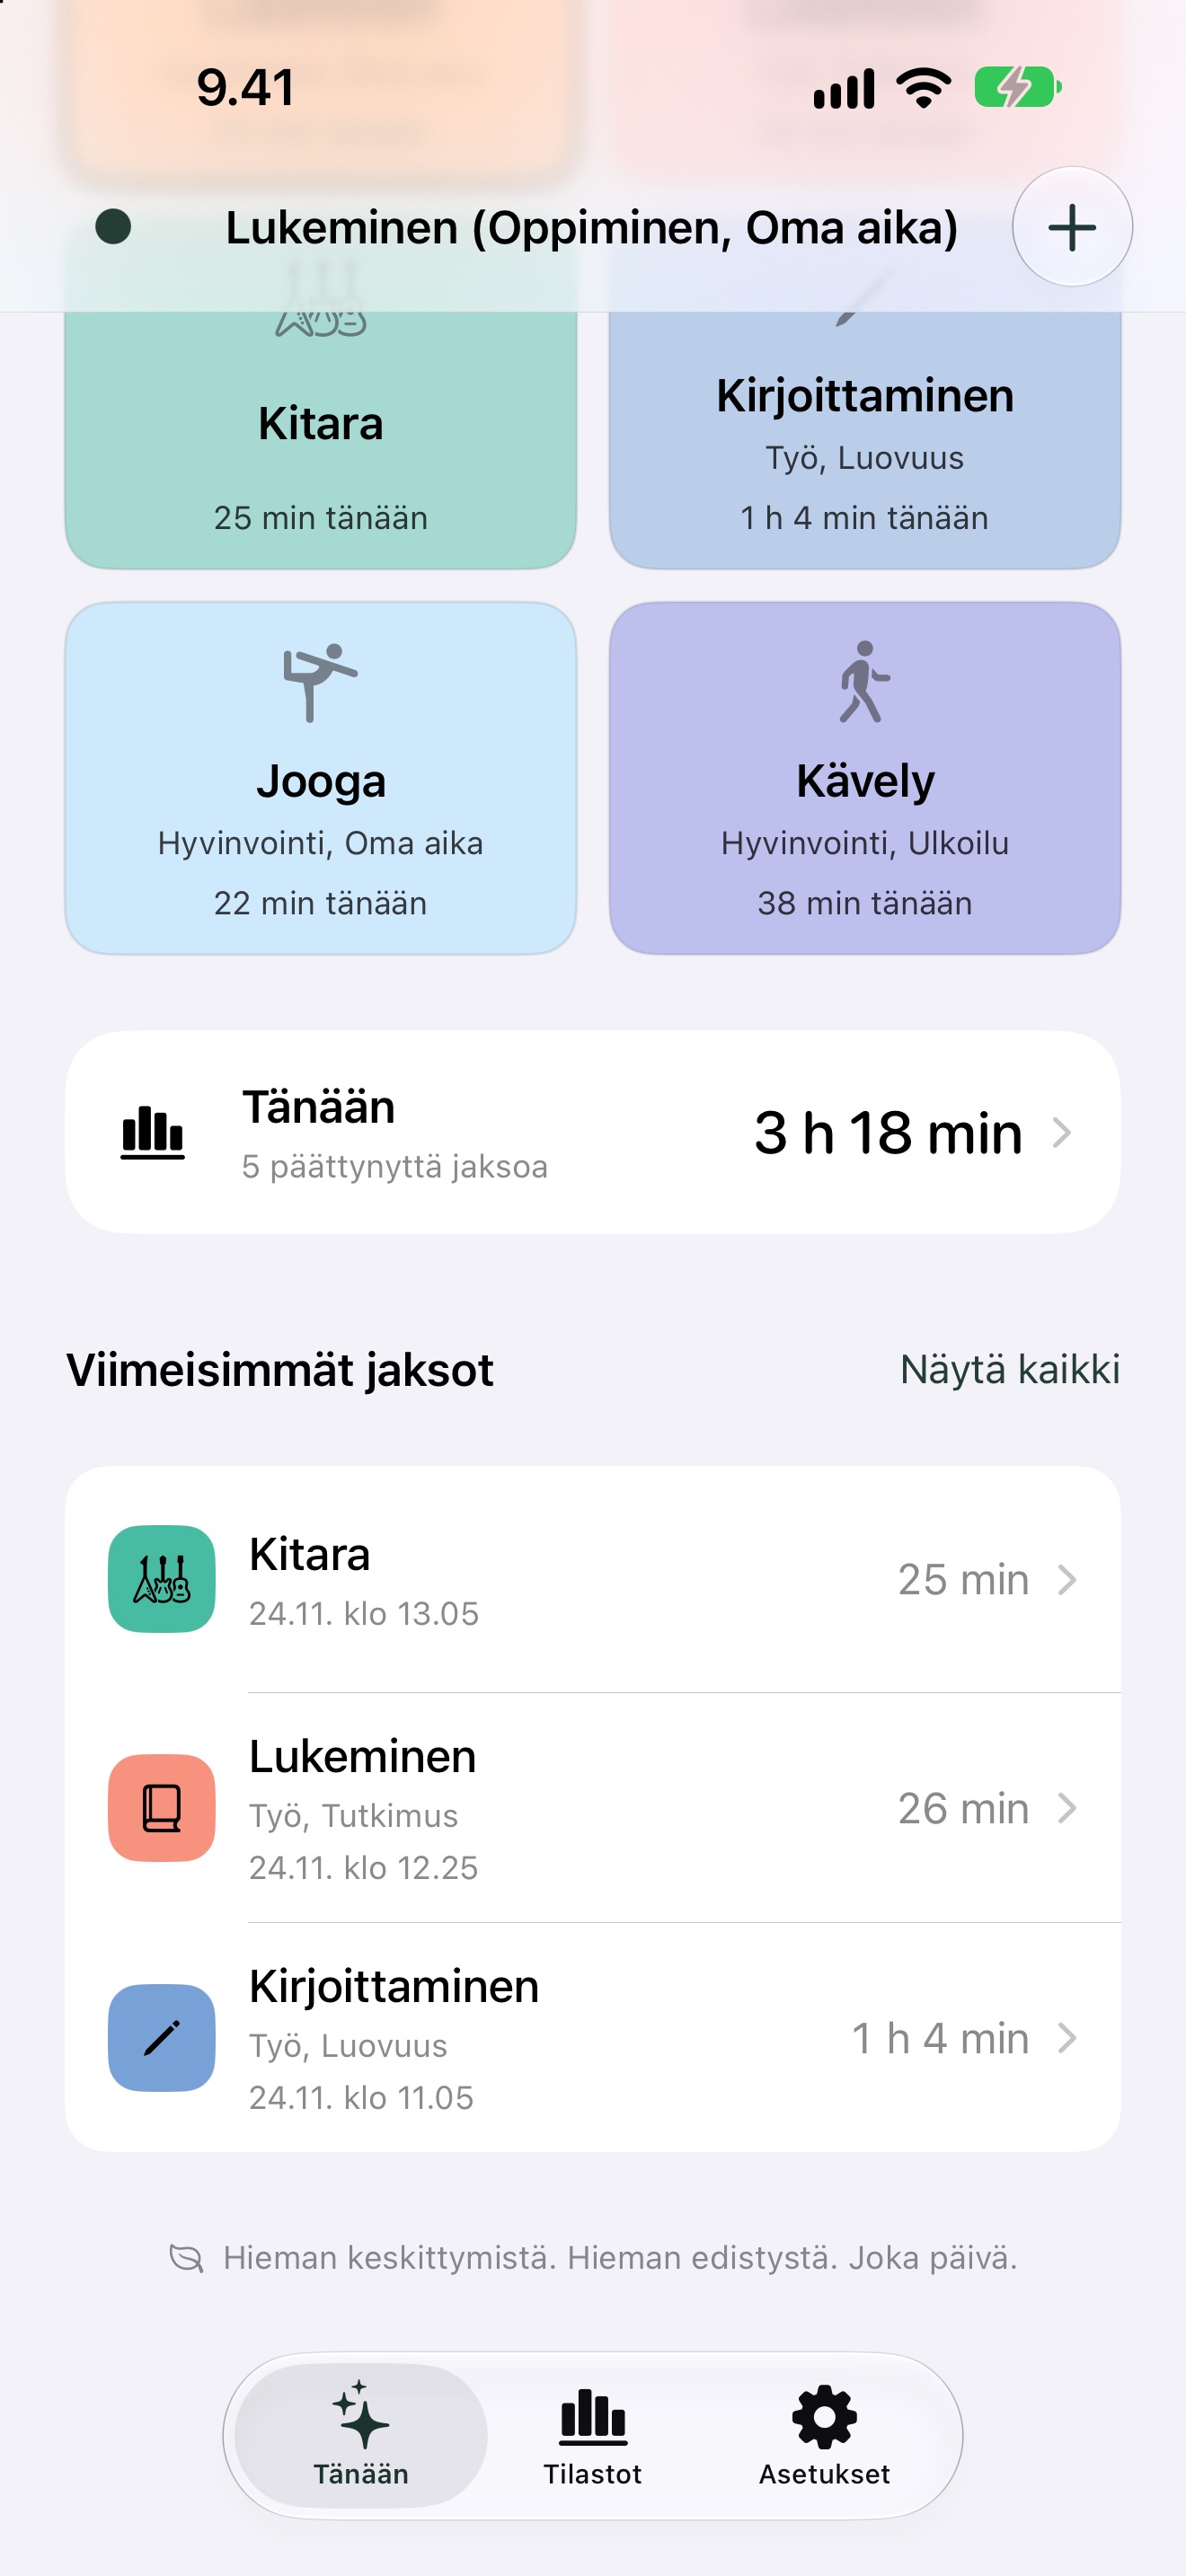 9.41
Lukeminen (Oppiminen, Oma aika)
Kitara
25 min tänään
Kirjoittaminen
Työ, Luovuus
1 h 4 min tänään
Jooga
Hyvinvointi, Oma aika
22 min tänään
Kävely
Hyvinvointi, Ulkoilu
38 min tänään
Tänään
5 päättynyttä jaksoa
3 h 18 min
Viimeisimmät jaksot
Näytä kaikki
Kitara
24.11. klo 13.05
25 min
Lukeminen
Työ, Tutkimus
24.11. klo 12.25
26 min
Kirjoittaminen
Työ, Luovuus
24.11. klo 11.05
1 h 4 min
Hieman keskittymistä. Hieman edistystä. Joka päivä.
Tänään
Tilastot
Asetukset